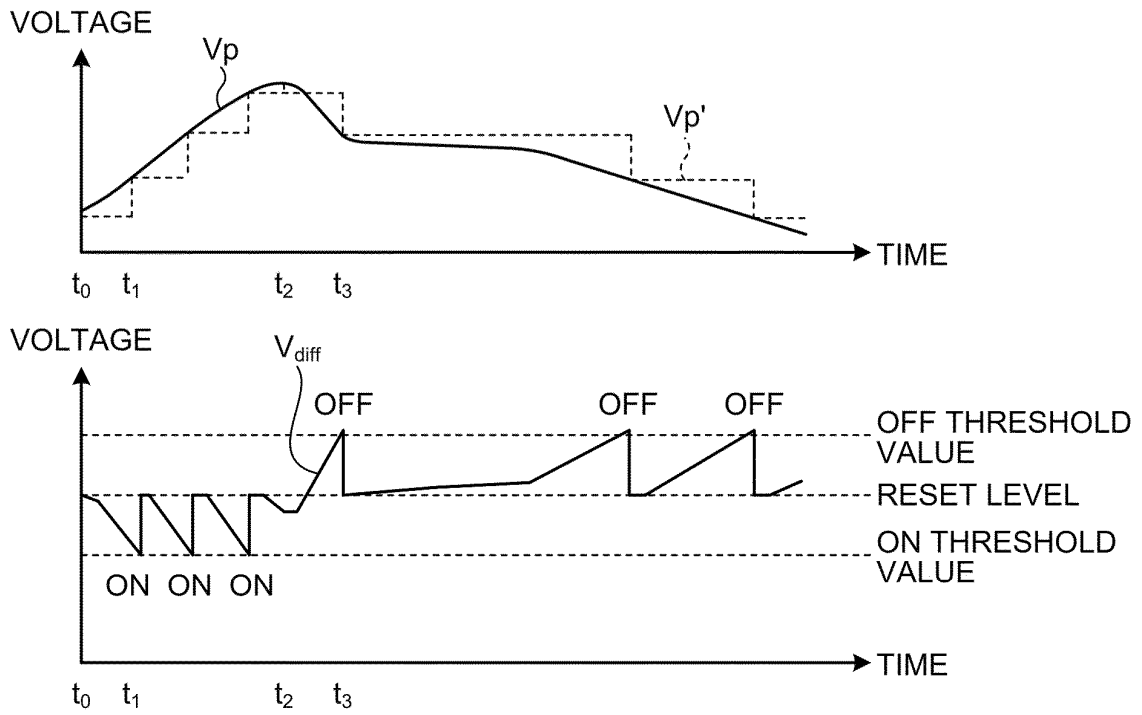 VOLTAGE
Vp
Vp'
TIME
t0 t1 t2 t3
VOLTAGE
Vdiff
OFF OFF OFF
OFF THRESHOLD
VALUE
RESET LEVEL
ON THRESHOLD
VALUE
ON ON ON
TIME
t0 t1 t2 t3